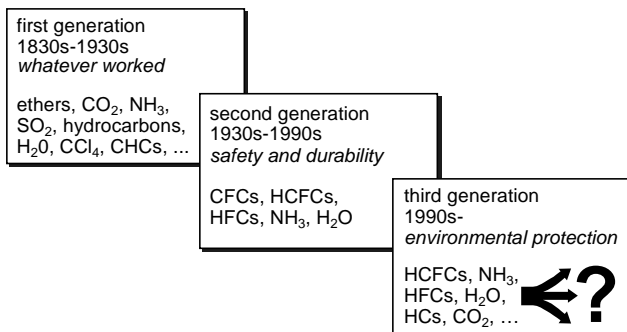 first generation
1830s-1930s
whatever worked
ethers, CO₂, NH₃,
SO₂, hydrocarbons,
H₂0, CCl₄, CHCs, ...
second generation
1930s-1990s
safety and durability
CFCs, HCFCs,
HFCs, NH₃, H₂O
third generation
1990s-
environmental protection
HCFCs, NH₃,
HFCs, H₂O,
HCs, CO₂, ...
?